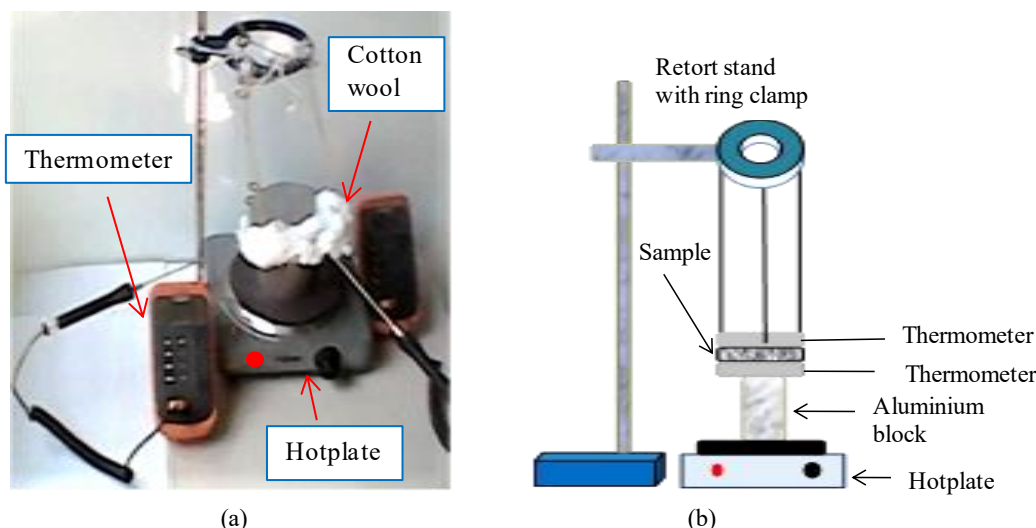 Cotton
wool
Thermometer
Hotplate
(a)
Retort stand
with ring clamp
Sample
Thermometer
Thermometer
Aluminium
block
Hotplate
(b)